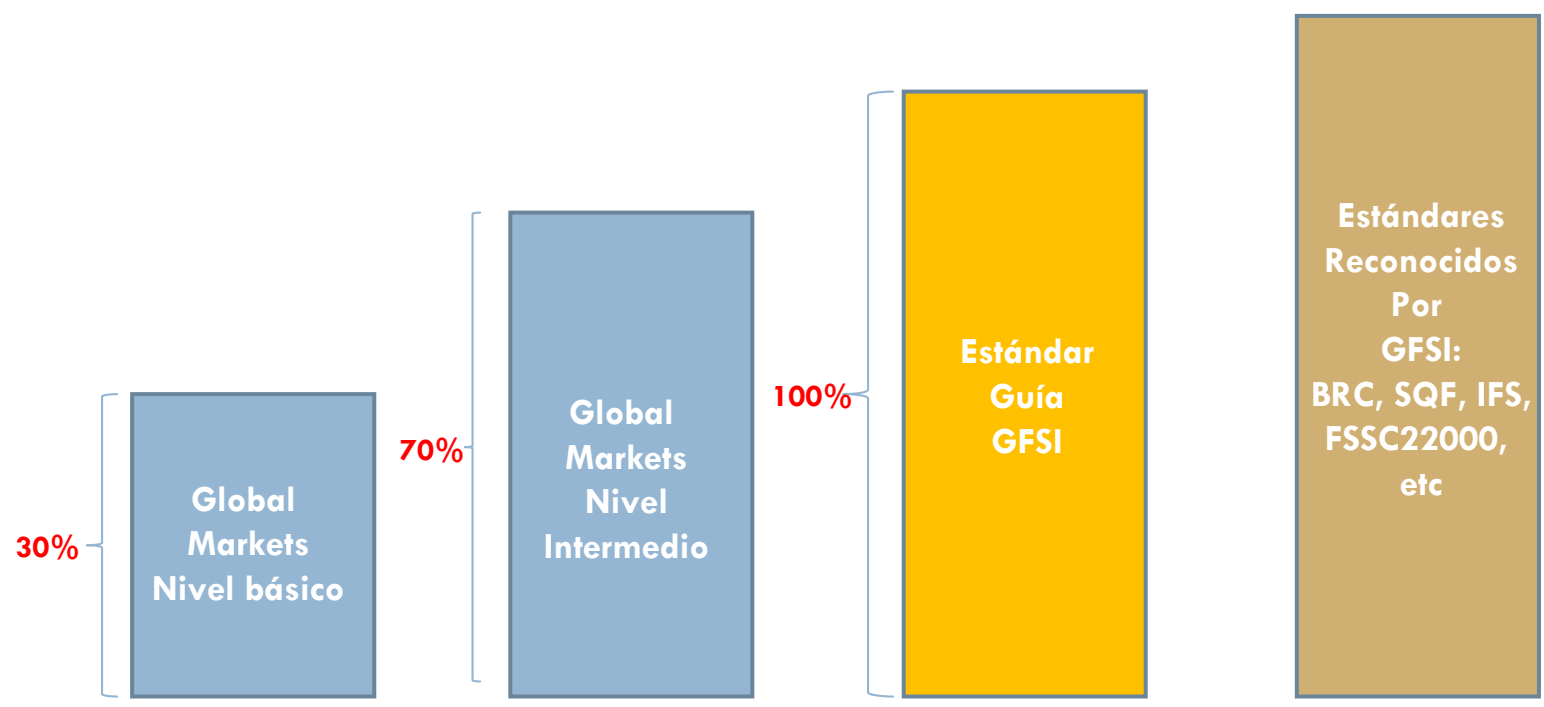 30%
Global
Markets
Nivel básico
70%
Global
Markets
Nivel
Intermedio
100%
Estándar
Guía
GFSI
Estándares
Reconocidos
Por
GFSI:
BRC, SQF, IFS,
FSSC22000,
etc